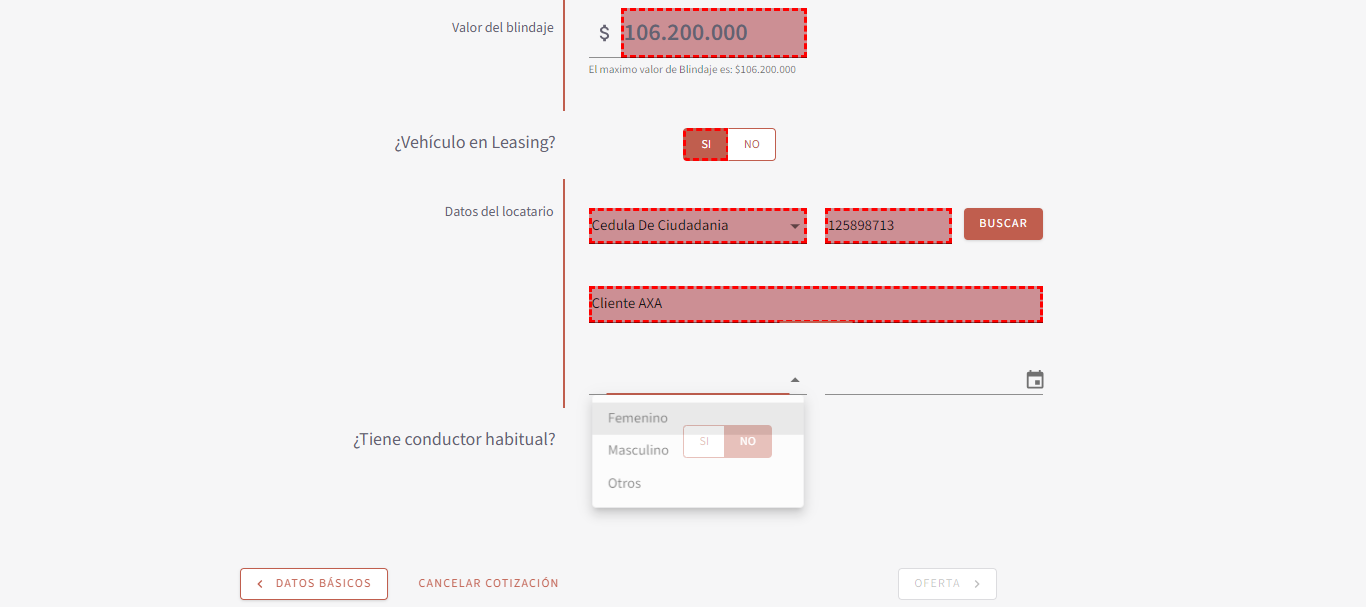 Valor del blindaje
$ 106.200.000
El maximo valor de Blindaje es: $106.200.000
¿Vehículo en Leasing?
SI NO
Datos del locatario
Cedula De Ciudadania
125898713
BUSCAR
Cliente AXA
Femenino
¿Tiene conductor habitual?
SI NO
Masculino
Otros
DATOS BÁSICOS
CANCELAR COTIZACIÓN
OFERTA